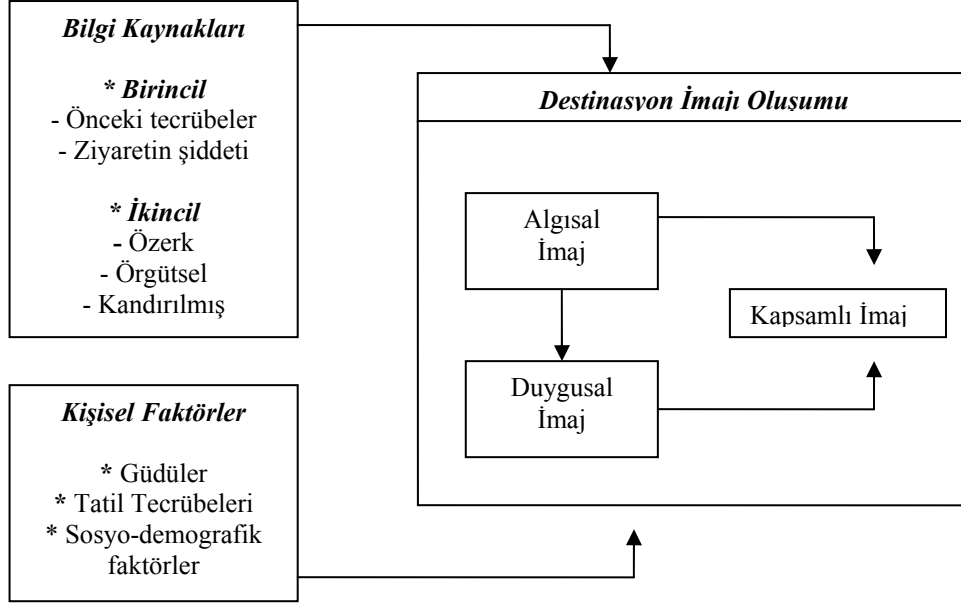 Bilgi Kaynakları
* Birincil
- Önceki tecrübeler
- Ziyaretin şiddeti
* İkincil
- Özerk
- Örgütsel
- Kandırılmış
Kişisel Faktörler
* Güdüler
* Tatil Tecrübeleri
* Sosyo-demografik
faktörler
Destinasyon İmajı Oluşumu
Algısal
İmaj
Duygusal
İmaj
Kapsamlı İmaj